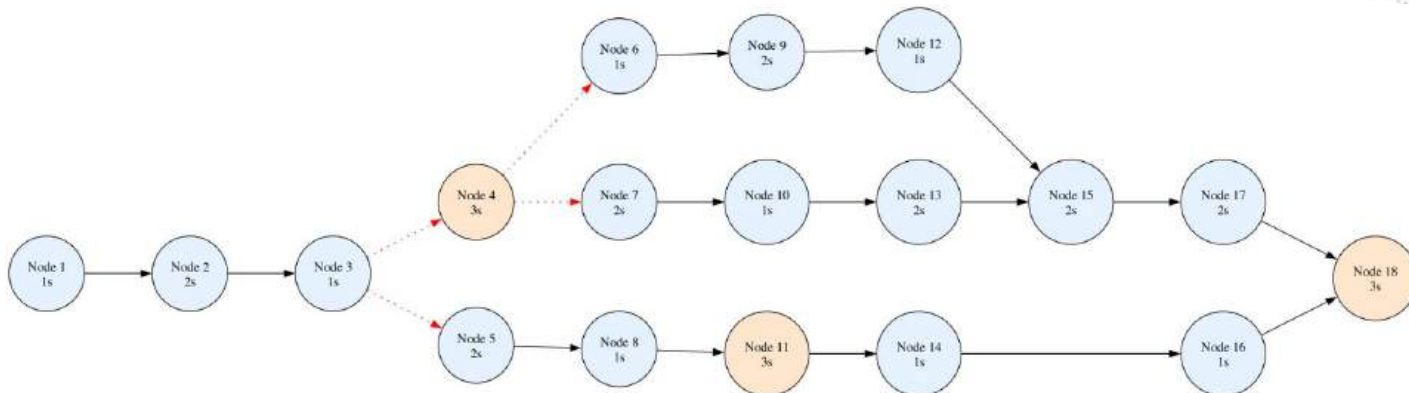 Node 6
1s
Node 9
2s
Node 12
1s
Node 4
3s
Node 7
2s
Node 10
1s
Node 13
2s
Node 15
2s
Node 17
2s
Node 1
1s
Node 2
2s
Node 3
1s
Node 18
3s
Node 5
2s
Node 8
1s
Node 11
3s
Node 14
1s
Node 16
1s